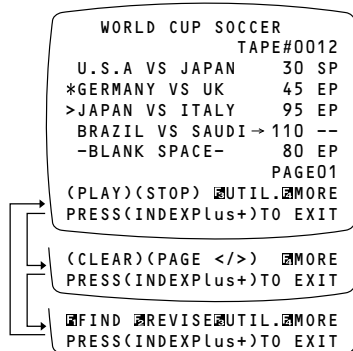 WORLD CUP SOCCER
TAPE#0012
U.S.A VS JAPAN 30 SP
*GERMANY VS UK 45 EP
>JAPAN VS ITALY 95 EP
BRAZIL VS SAUDI→110 --
-BLANK SPACE- 80 EP
PAGE01
(PLAY)(STOP) UTIL. MORE
PRESS(INDEXPlus+)TO EXIT
(CLEAR)(PAGE </>) MORE
PRESS(INDEXPlus+)TO EXIT
FIND REVISE UTIL. MORE
PRESS(INDEXPlus+)TO EXIT